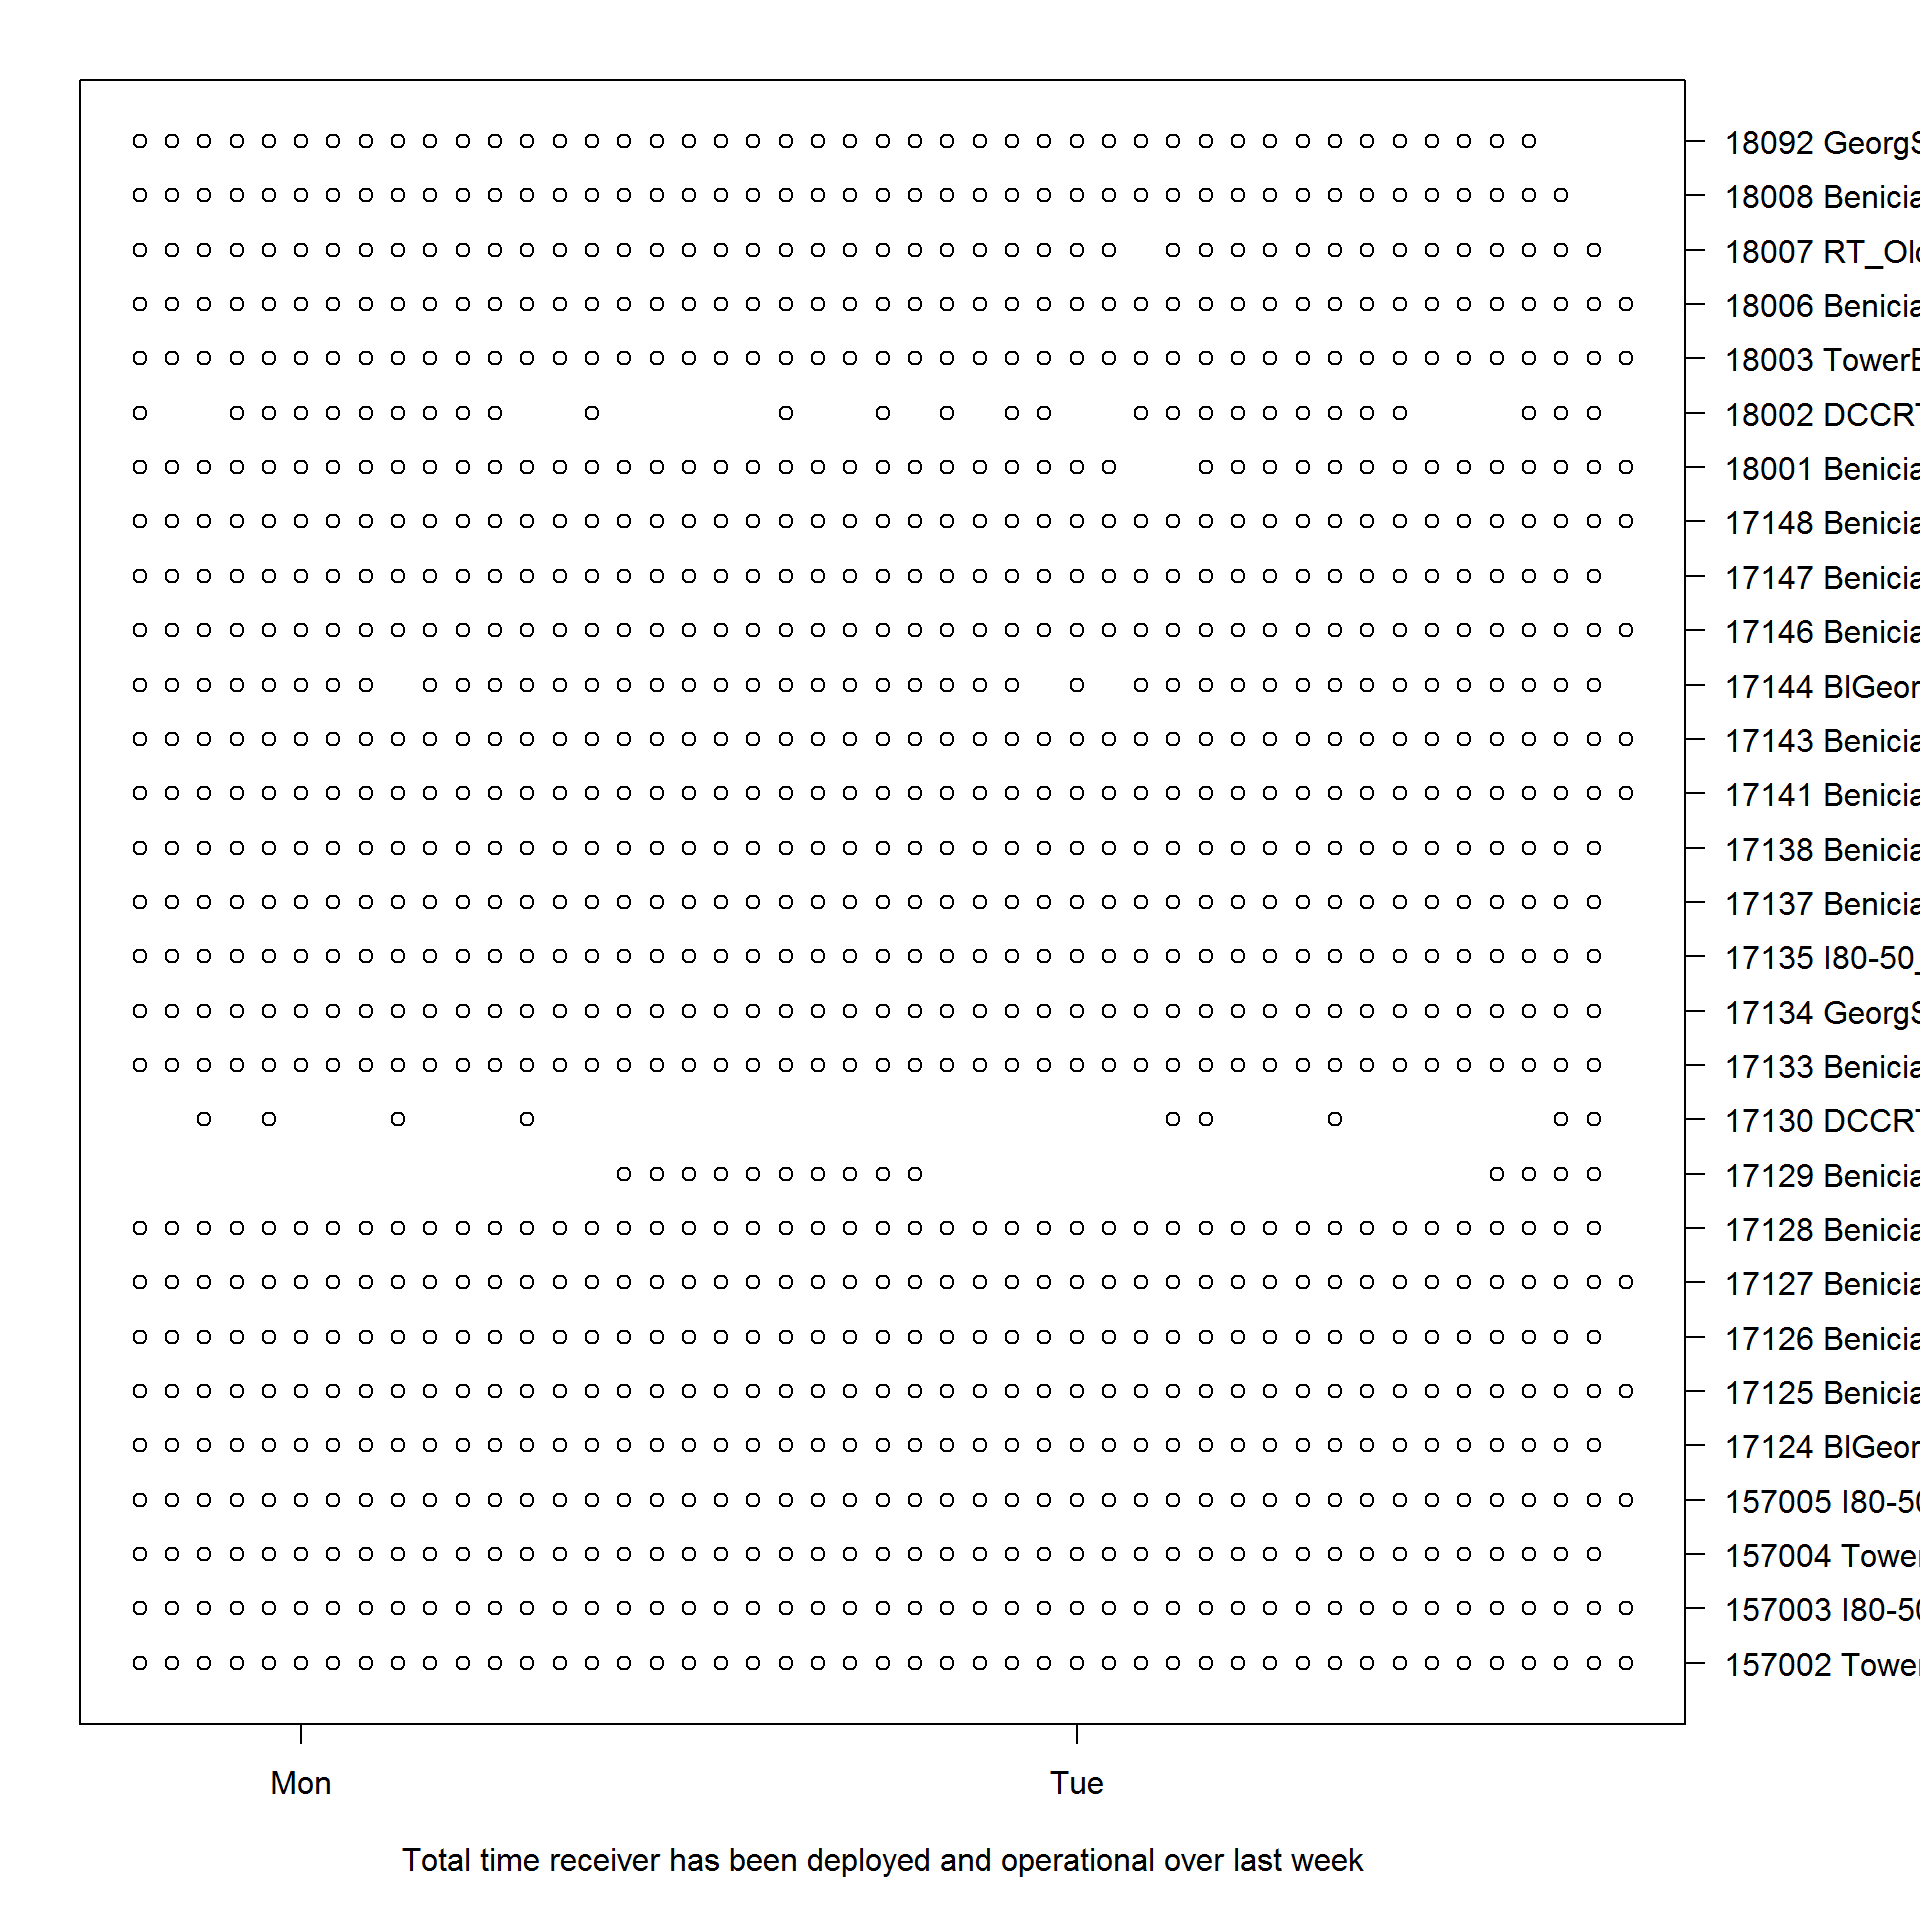 18092 GeorgS
18008 Benicia
18007 RT_Old
18006 Benicia
18003 TowerB
18002 DCCRT
18001 Benicia
17148 Benicia
17147 Benicia
17146 Benicia
17144 BlGeor
17143 Benicia
17141 Benicia
17138 Benicia
17137 Benicia
17135 I80-50_
17134 GeorgS
17133 Benicia
17130 DCCRT
17129 Benicia
17128 Benicia
17127 Benicia
17126 Benicia
17125 Benicia
17124 BlGeor
157005 I80-50
157004 Tower
157003 I80-50
157002 Tower
Mon Tue
Total time receiver has been deployed and operational over last week